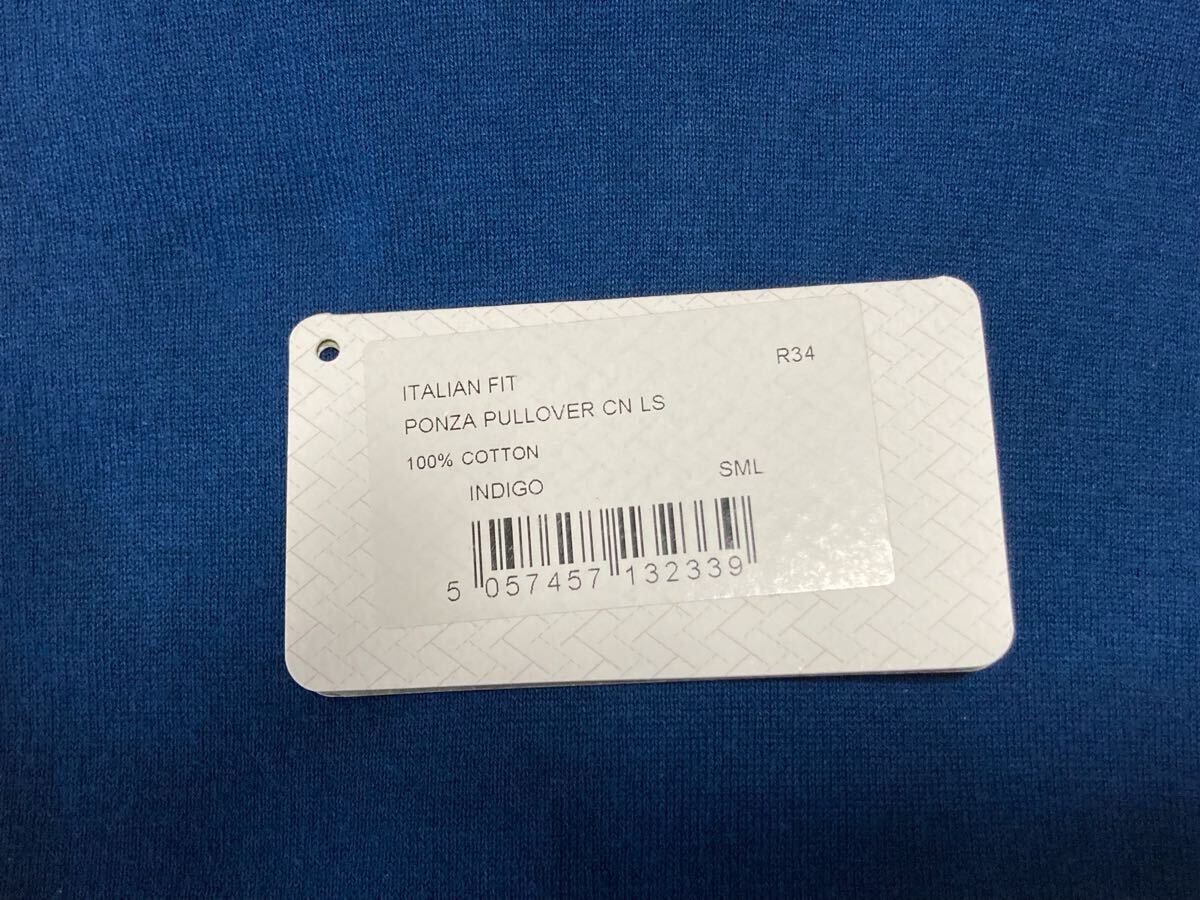 R34
ITALIAN FIT
PONZA PULLOVER CN LS
100% COTTON
INDIGO SML
5 057457 132339